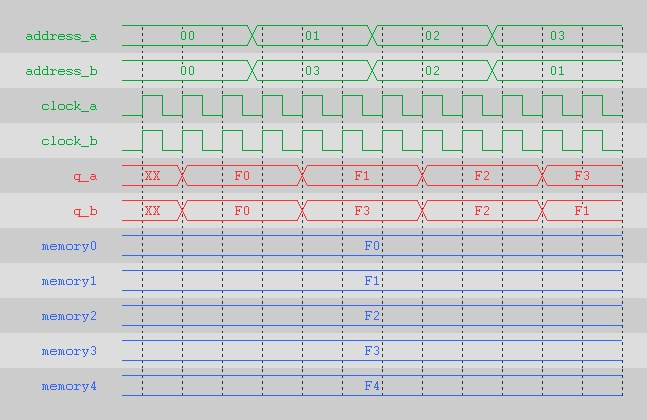 address_a 00 01 02 03
address_b 00 03 02 01
clock_a
clock_b
q_a XX F0 F1 F2 F3
q_b XX F0 F3 F2 F1
memory0 F0
memory1 F1
memory2 F2
memory3 F3
memory4 F4